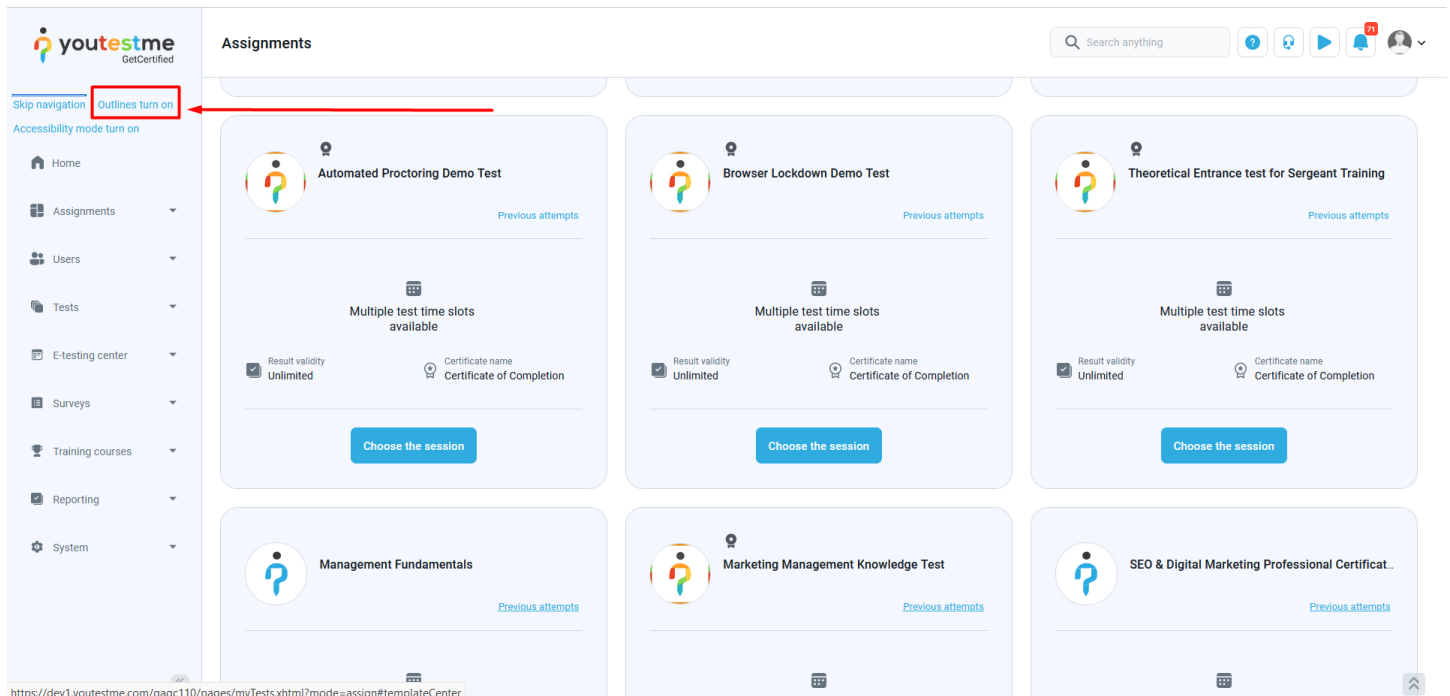 youtestme
GetCertified
Assignments
Search anything
?
71
Skip navigation
Outlines turn on
Accessibility mode turn on
Home
Assignments
Users
Tests
E-testing center
Surveys
Training courses
Reporting
System
Automated Proctoring Demo Test
Previous attempts
Multiple test time slots
available
Result validity
Unlimited
Certificate name
Certificate of Completion
Choose the session
Browser Lockdown Demo Test
Previous attempts
Multiple test time slots
available
Result validity
Unlimited
Certificate name
Certificate of Completion
Choose the session
Theoretical Entrance test for Sergeant Training
Previous attempts
Multiple test time slots
available
Result validity
Unlimited
Certificate name
Certificate of Completion
Choose the session
Management Fundamentals
Previous attempts
Marketing Management Knowledge Test
Previous attempts
SEO & Digital Marketing Professional Certificat...
Previous attempts
https://dev1.youtestme.com/qagc110/pages/myTests.xhtml?mode=assign#templateCenter